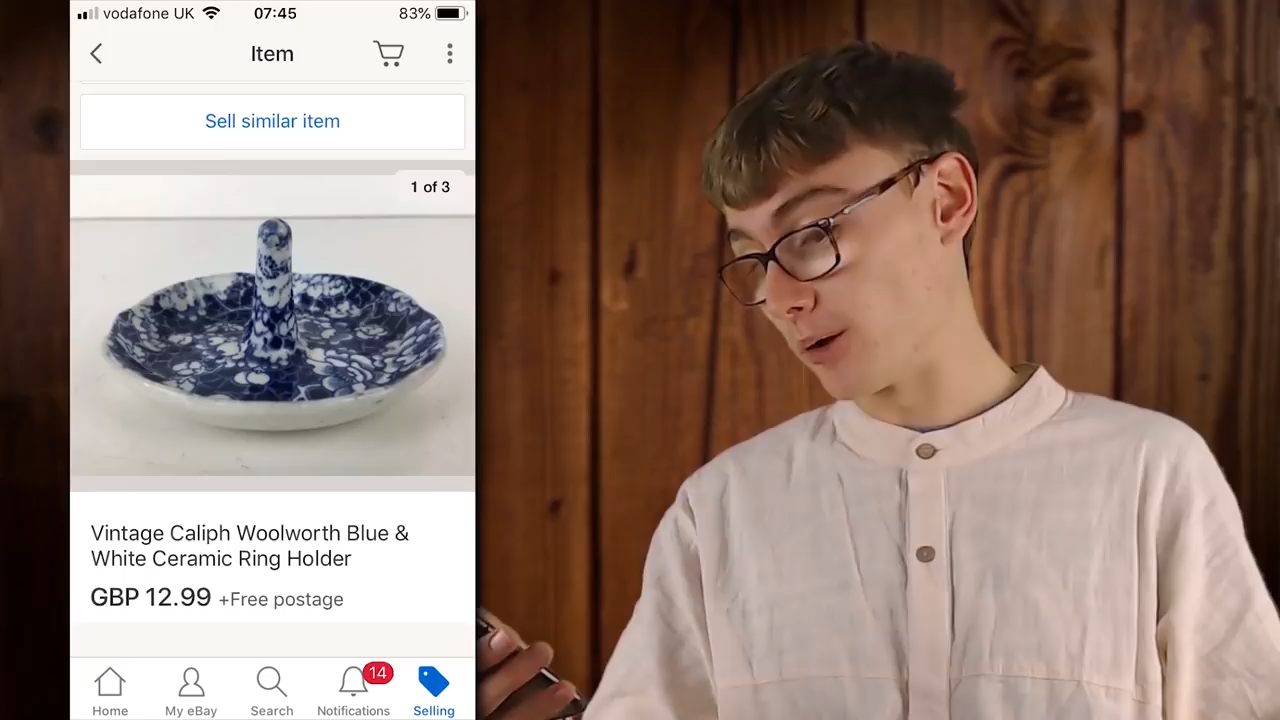 vodafone UK 07:45 83%
Item
Sell similar item
1 of 3
Vintage Caliph Woolworth Blue &
White Ceramic Ring Holder
GBP 12.99 +Free postage
14
Home My eBay Search Notifications Selling